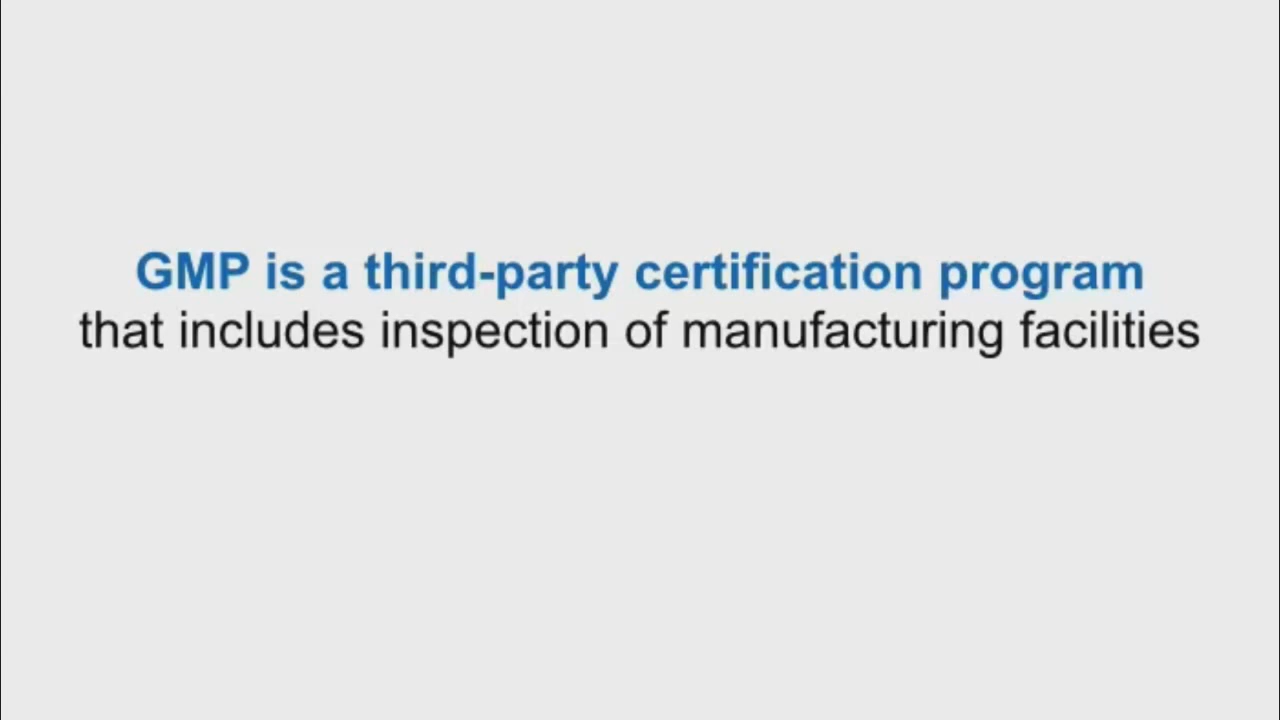 GMP is a third-party certification program
that includes inspection of manufacturing facilities